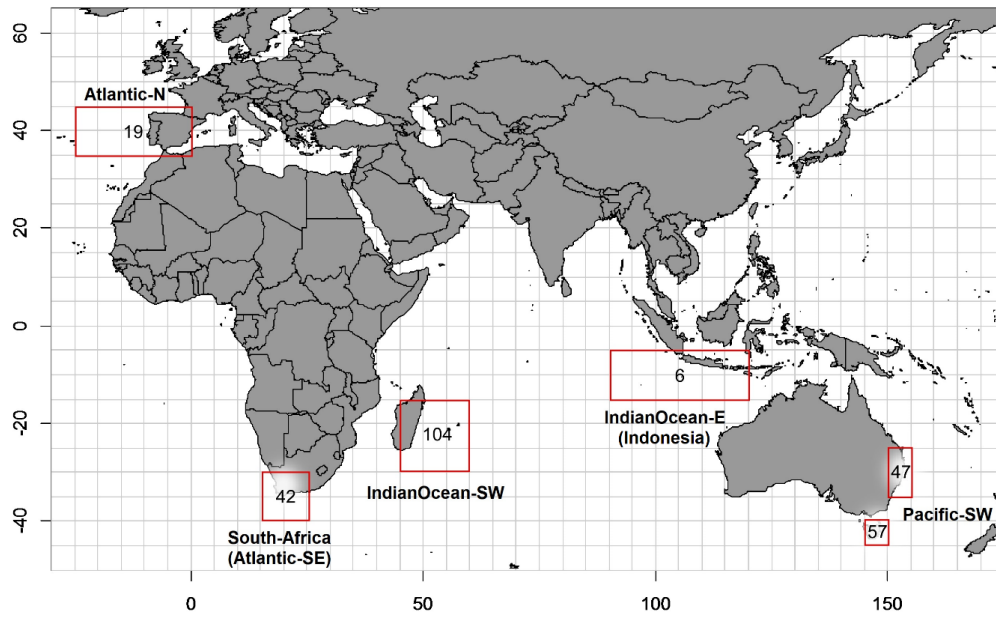 60
Atlantic-N
40
19
20
0
6
IndianOcean-E
(Indonesia)
-20
104
IndianOcean-SW
42
47
Pacific-SW
South-Africa
(Atlantic-SE)
-40
57
0
50
100
150